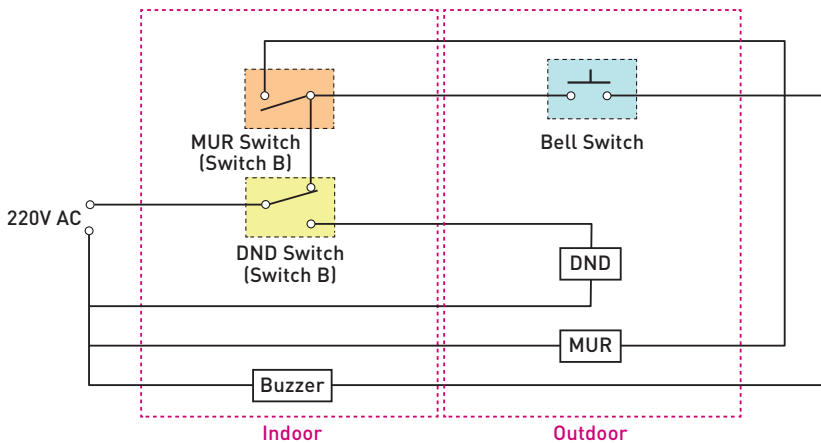 MUR Switch
(Switch B)
Bell Switch
220V AC
DND Switch
(Switch B)
DND
MUR
Buzzer
Indoor
Outdoor